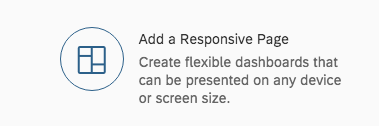 Add a Responsive Page
Create flexible dashboards that
can be presented on any device
or screen size.